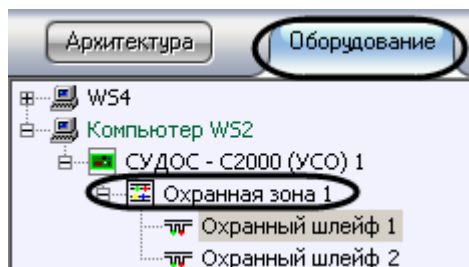 Архитектура Оборудование
WS4
Компьютер WS2
СУДОС - С2000 (УСО) 1
Охранная зона 1
Охранный шлейф 1
Охранный шлейф 2